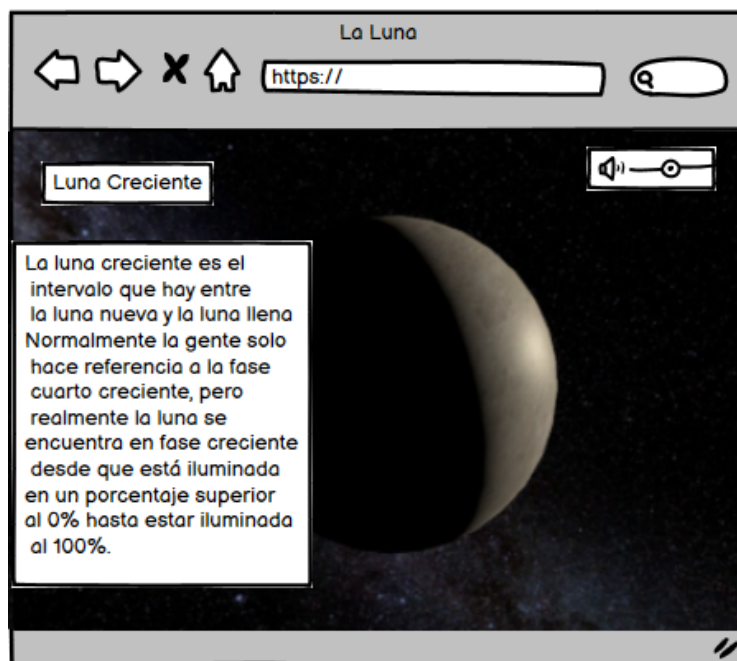 La Luna
https://
Luna Creciente
La luna creciente es el
intervalo que hay entre
la luna nueva y la luna llena
Normalmente la gente solo
hace referencia a la fase
cuarto creciente, pero
realmente la luna se
encuentra en fase creciente
desde que está iluminada
en un porcentaje superior
al 0% hasta estar iluminada
al 100%.